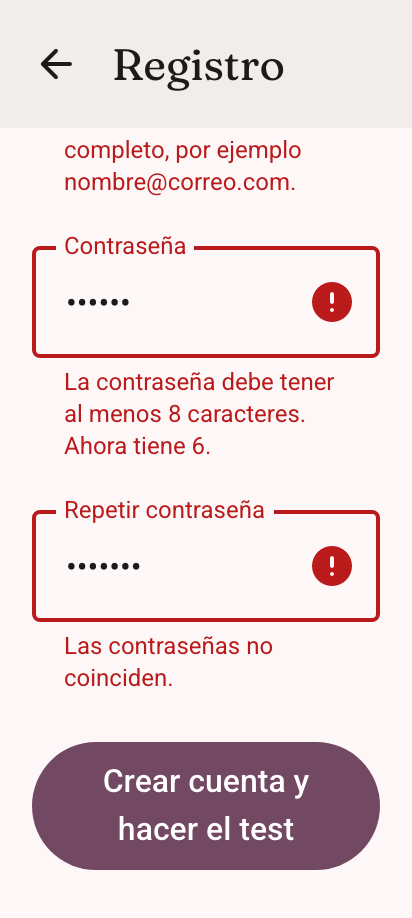 Registro
completo, por ejemplo
nombre@correo.com.
Contraseña
••••••
La contraseña debe tener
al menos 8 caracteres.
Ahora tiene 6.
Repetir contraseña
•••••••
Las contraseñas no
coinciden.
Crear cuenta y
hacer el test